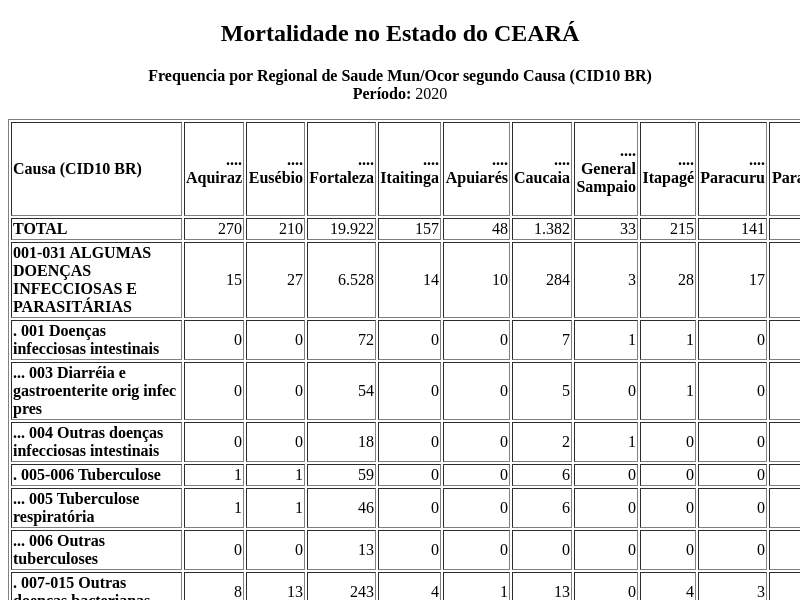 Mortalidade no Estado do CEARÁ
Frequencia por Regional de Saude Mun/Ocor segundo Causa (CID10 BR)
Período: 2020
Causa (CID10 BR) .... Aquiraz .... Eusébio .... Fortaleza .... Itaitinga .... Apuiarés .... Caucaia .... General Sampaio .... Itapagé .... Paracuru
TOTAL 270 210 19.922 157 48 1.382 33 215 141
001-031 ALGUMAS
DOENÇAS
INFECCIOSAS E
PARASITÁRIAS 15 27 6.528 14 10 284 3 28 17
. 001 Doenças
infecciosas intestinais 0 0 72 0 0 7 1 1 0
... 003 Diarréia e
gastroenterite orig infec
pres 0 0 54 0 0 5 0 1 0
... 004 Outras doenças
infecciosas intestinais 0 0 18 0 0 2 1 0 0
. 005-006 Tuberculose 1 1 59 0 0 6 0 0 0
... 005 Tuberculose
respiratória 1 1 46 0 0 6 0 0 0
... 006 Outras
tuberculoses 0 0 13 0 0 0 0 0 0
. 007-015 Outras
doenças bacterianas 8 13 243 4 1 13 0 4 3